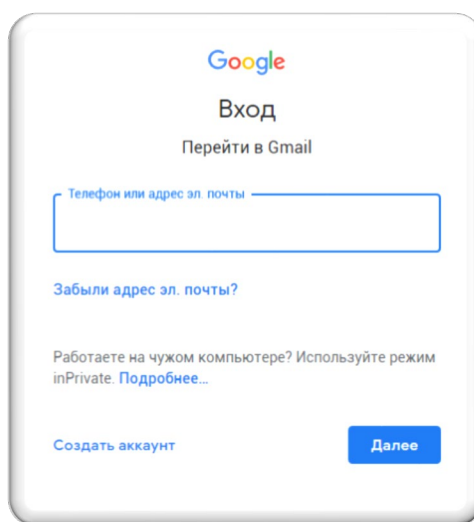 Google
Вход
Перейти в Gmail
Телефон или адрес эл. почты
Забыли адрес эл. почты?
Работаете на чужом компьютере? Используйте режим
inPrivate. Подробнее...
Создать аккаунт
Далее